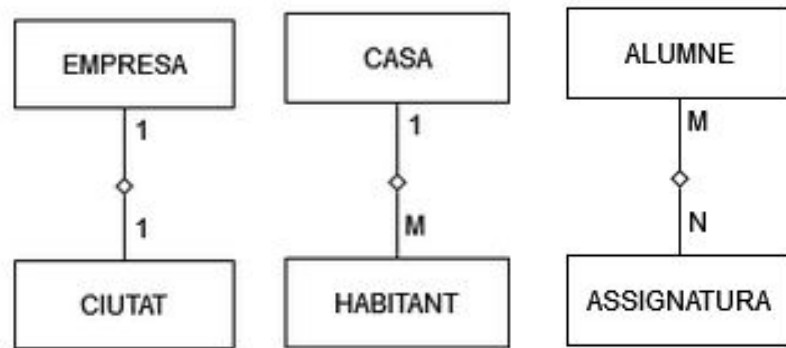 EMPRESA
1
1
CIUTAT
CASA
1
M
HABITANT
ALUMNE
M
N
ASSIGNATURA